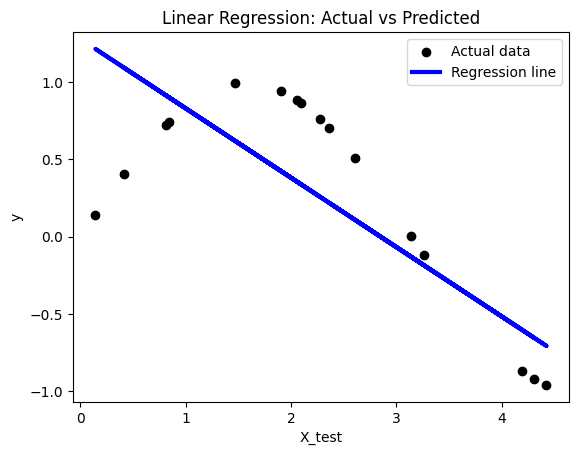 Linear Regression: Actual vs Predicted
Actual data
Regression line
1.0
0.5
0.0
−0.5
−1.0
y
0
1
2
3
4
X_test